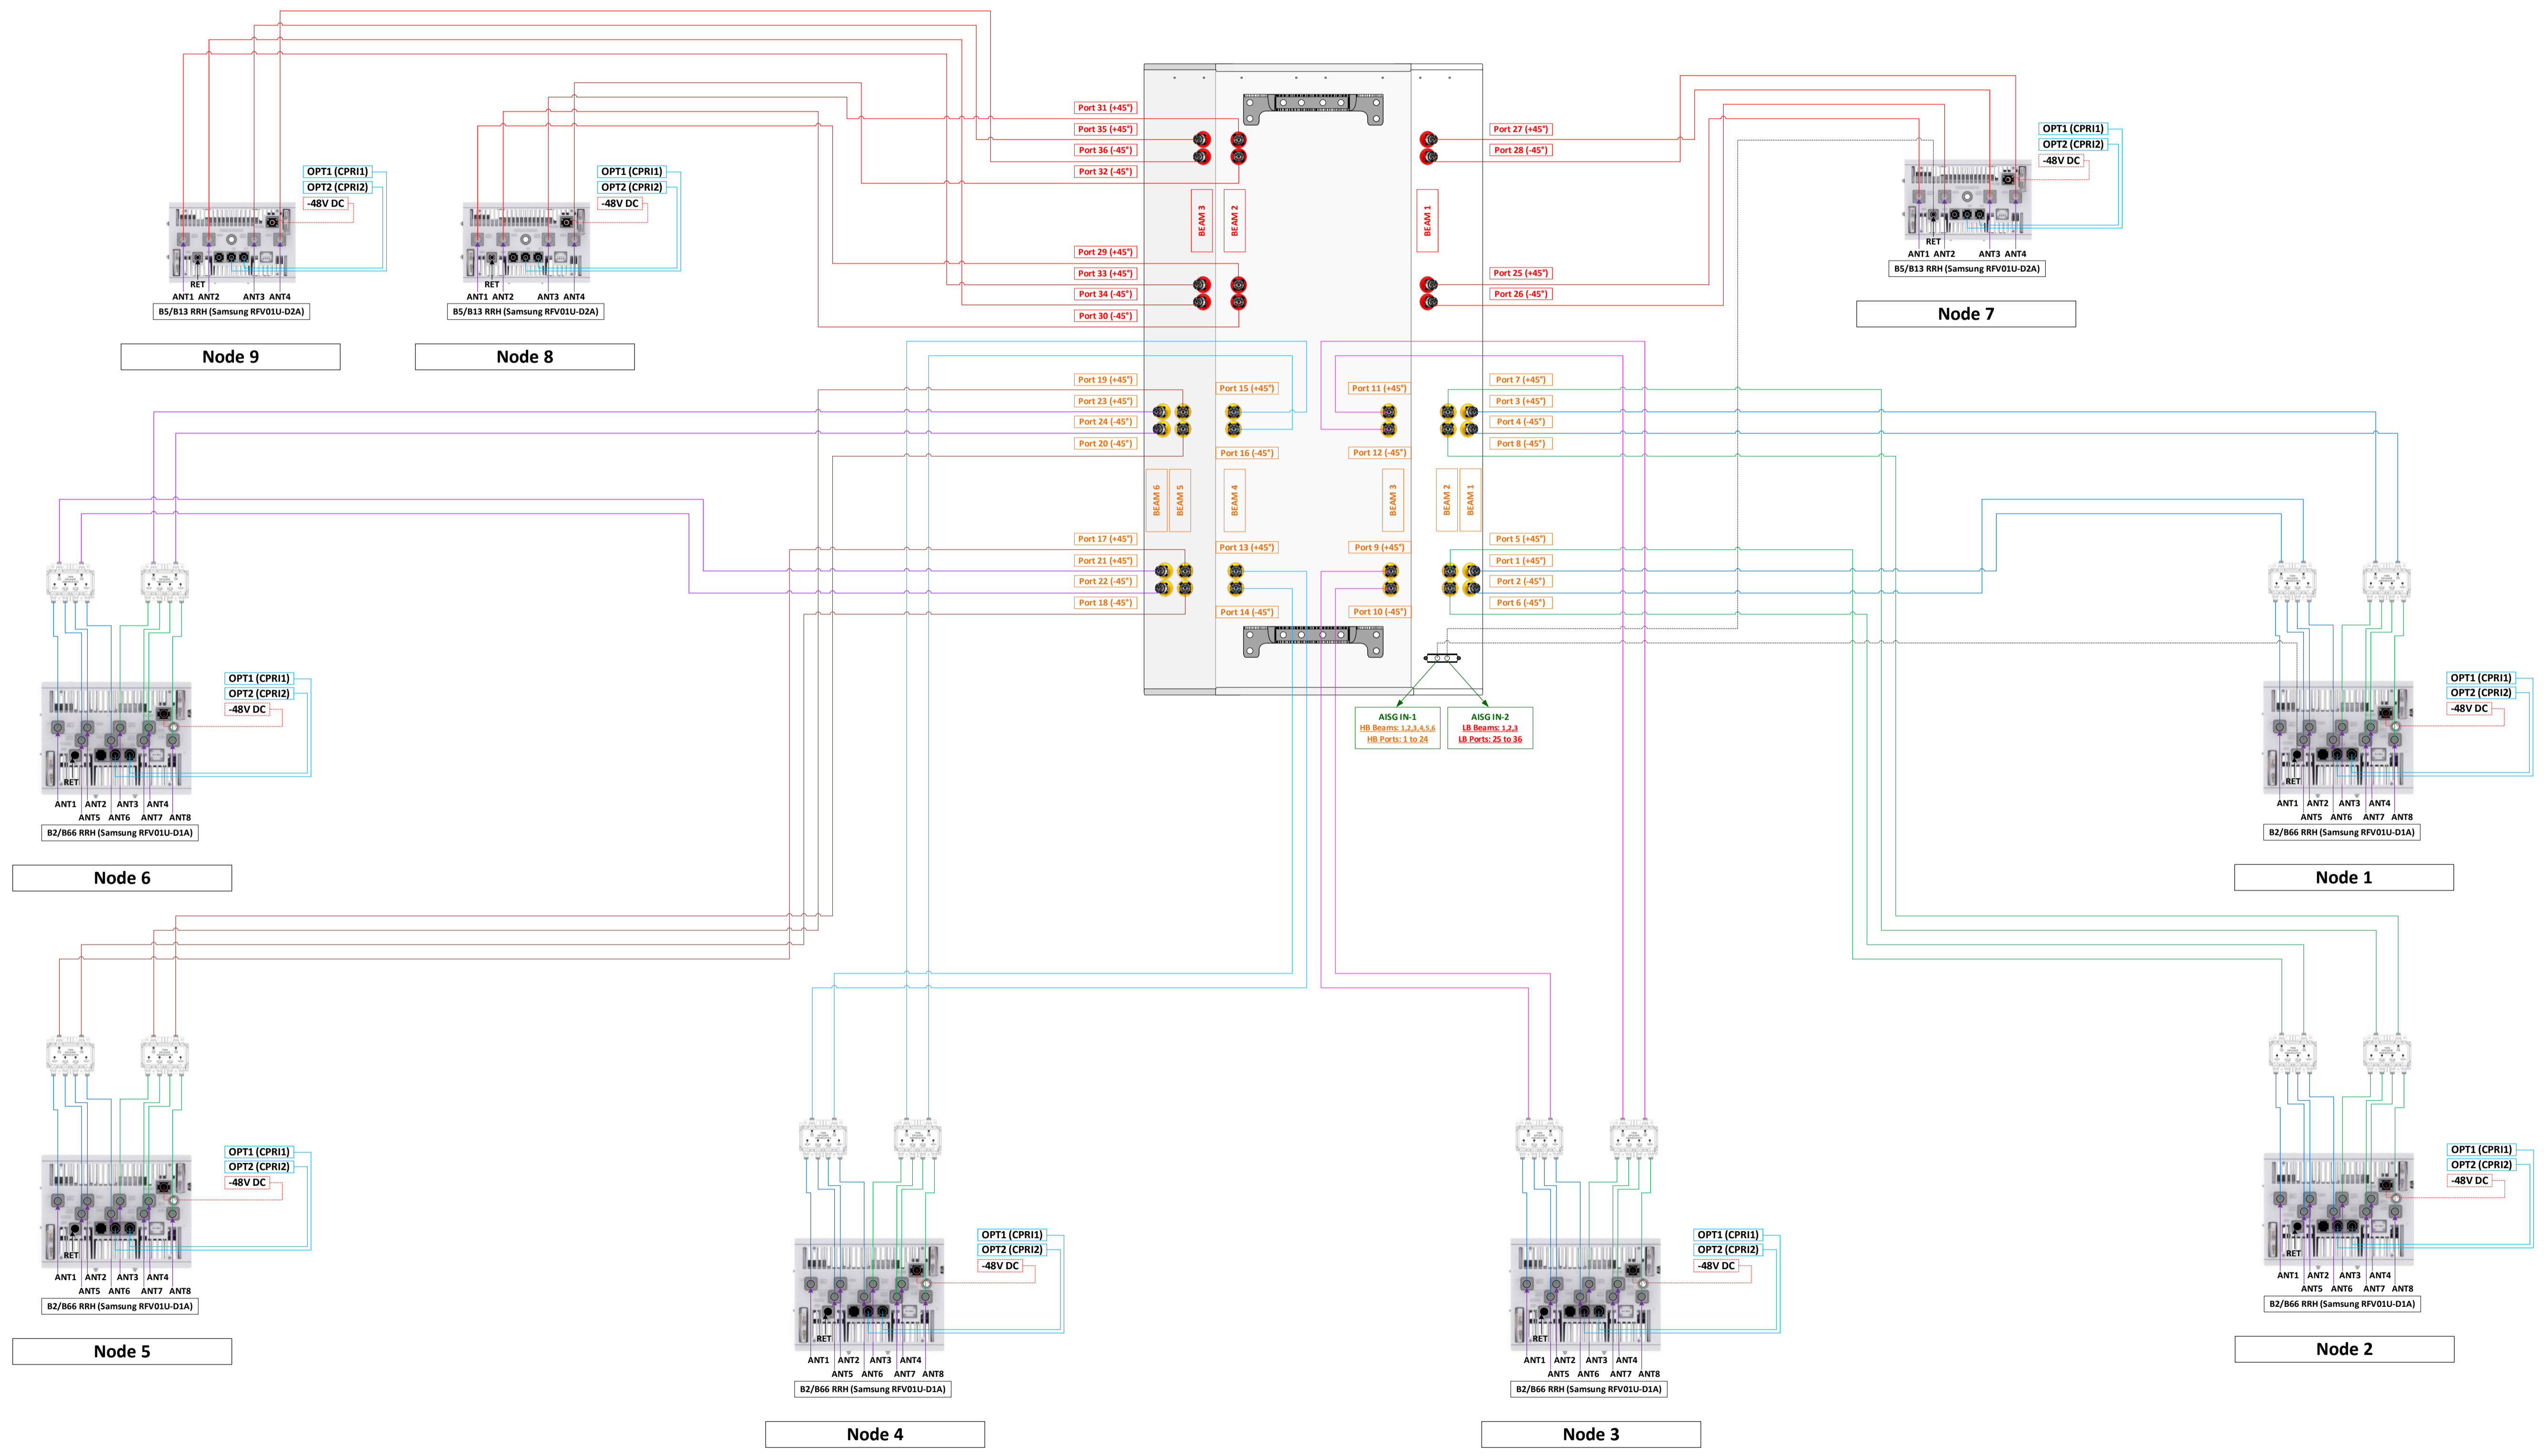 Port 31 (+45°)
Port 35 (+45°)
Port 36 (-45°)
Port 32 (-45°)
Port 27 (+45°)
Port 28 (-45°)
BEAM 3
BEAM 2
BEAM 1
Port 29 (+45°)
Port 33 (+45°)
Port 34 (-45°)
Port 30 (-45°)
Port 25 (+45°)
Port 26 (-45°)
OPT1 (CPRI1)
OPT2 (CPRI2)
-48V DC
RET
ANT1 ANT2 ANT3 ANT4
B5/B13 RRH (Samsung RFV01U-D2A)
Node 9
OPT1 (CPRI1)
OPT2 (CPRI2)
-48V DC
RET
ANT1 ANT2 ANT3 ANT4
B5/B13 RRH (Samsung RFV01U-D2A)
Node 8
OPT1 (CPRI1)
OPT2 (CPRI2)
-48V DC
RET
ANT1 ANT2 ANT3 ANT4
B5/B13 RRH (Samsung RFV01U-D2A)
Node 7
Port 19 (+45°)
Port 23 (+45°)
Port 24 (-45°)
Port 20 (-45°)
Port 15 (+45°)
Port 16 (-45°)
Port 11 (+45°)
Port 12 (-45°)
Port 7 (+45°)
Port 3 (+45°)
Port 4 (-45°)
Port 8 (-45°)
BEAM 6
BEAM 5
BEAM 4
BEAM 3
BEAM 2
BEAM 1
Port 17 (+45°)
Port 21 (+45°)
Port 22 (-45°)
Port 18 (-45°)
Port 13 (+45°)
Port 14 (-45°)
Port 9 (+45°)
Port 10 (-45°)
Port 5 (+45°)
Port 1 (+45°)
Port 2 (-45°)
Port 6 (-45°)
AISG IN-1
HB Beams: 1,2,3,4,5,6
HB Ports: 1 to 24
AISG IN-2
LB Beams: 1,2,3
LB Ports: 25 to 36
OPT1 (CPRI1)
OPT2 (CPRI2)
-48V DC
RET
ANT1 ANT2 ANT3 ANT4
ANT5 ANT6 ANT7 ANT8
B2/B66 RRH (Samsung RFV01U-D1A)
Node 6
OPT1 (CPRI1)
OPT2 (CPRI2)
-48V DC
RET
ANT1 ANT2 ANT3 ANT4
ANT5 ANT6 ANT7 ANT8
B2/B66 RRH (Samsung RFV01U-D1A)
Node 1
OPT1 (CPRI1)
OPT2 (CPRI2)
-48V DC
RET
ANT1 ANT2 ANT3 ANT4
ANT5 ANT6 ANT7 ANT8
B2/B66 RRH (Samsung RFV01U-D1A)
Node 5
OPT1 (CPRI1)
OPT2 (CPRI2)
-48V DC
RET
ANT1 ANT2 ANT3 ANT4
ANT5 ANT6 ANT7 ANT8
B2/B66 RRH (Samsung RFV01U-D1A)
Node 4
OPT1 (CPRI1)
OPT2 (CPRI2)
-48V DC
RET
ANT1 ANT2 ANT3 ANT4
ANT5 ANT6 ANT7 ANT8
B2/B66 RRH (Samsung RFV01U-D1A)
Node 3
OPT1 (CPRI1)
OPT2 (CPRI2)
-48V DC
RET
ANT1 ANT2 ANT3 ANT4
ANT5 ANT6 ANT7 ANT8
B2/B66 RRH (Samsung RFV01U-D1A)
Node 2